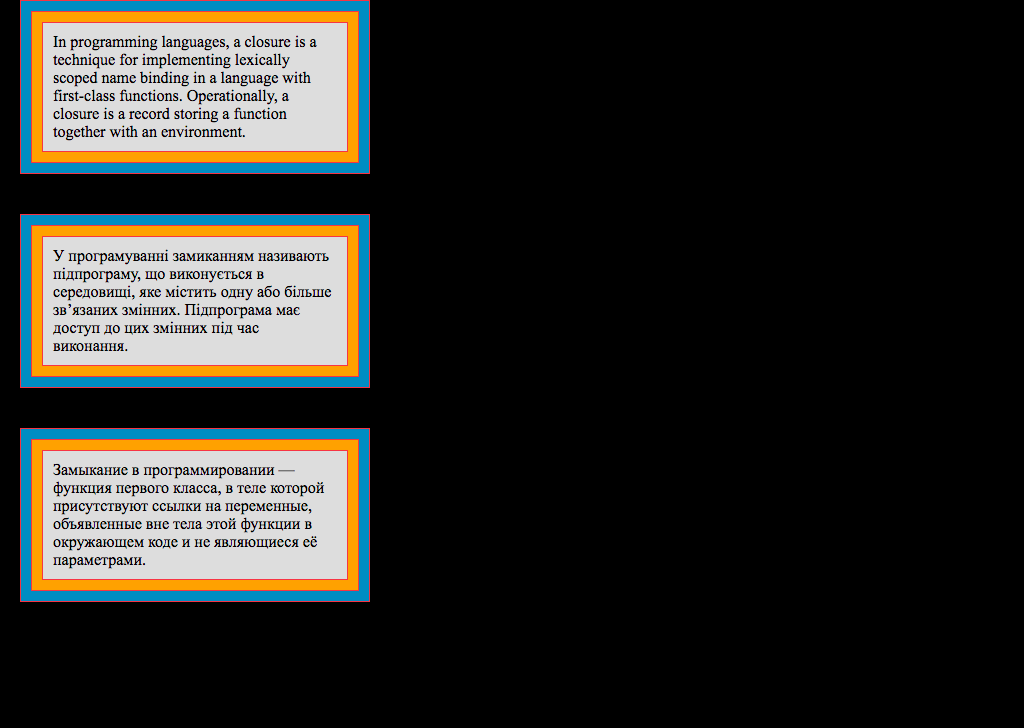 In programming languages, a closure is a
technique for implementing lexically
scoped name binding in a language with
first-class functions. Operationally, a
closure is a record storing a function
together with an environment.
У програмуванні замиканням називають
підпрограму, що виконується в
середовищі, яке містить одну або більше
зв’язаних змінних. Підпрограма має
доступ до цих змінних під час
виконання.
Замыкание в программировании —
функция первого класса, в теле которой
присутствуют ссылки на переменные,
объявленные вне тела этой функции в
окружающем коде и не являющиеся её
параметрами.